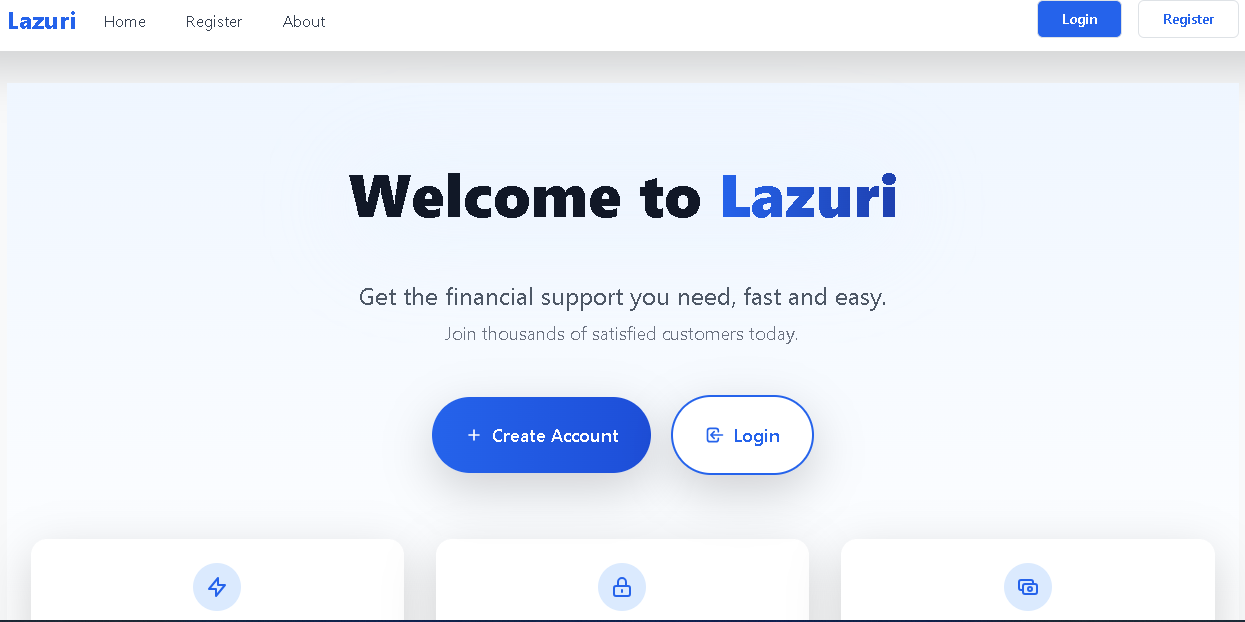 Lazuri Home Register About Login Register
Welcome to Lazuri
Get the financial support you need, fast and easy.
Join thousands of satisfied customers today.
Create Account Login